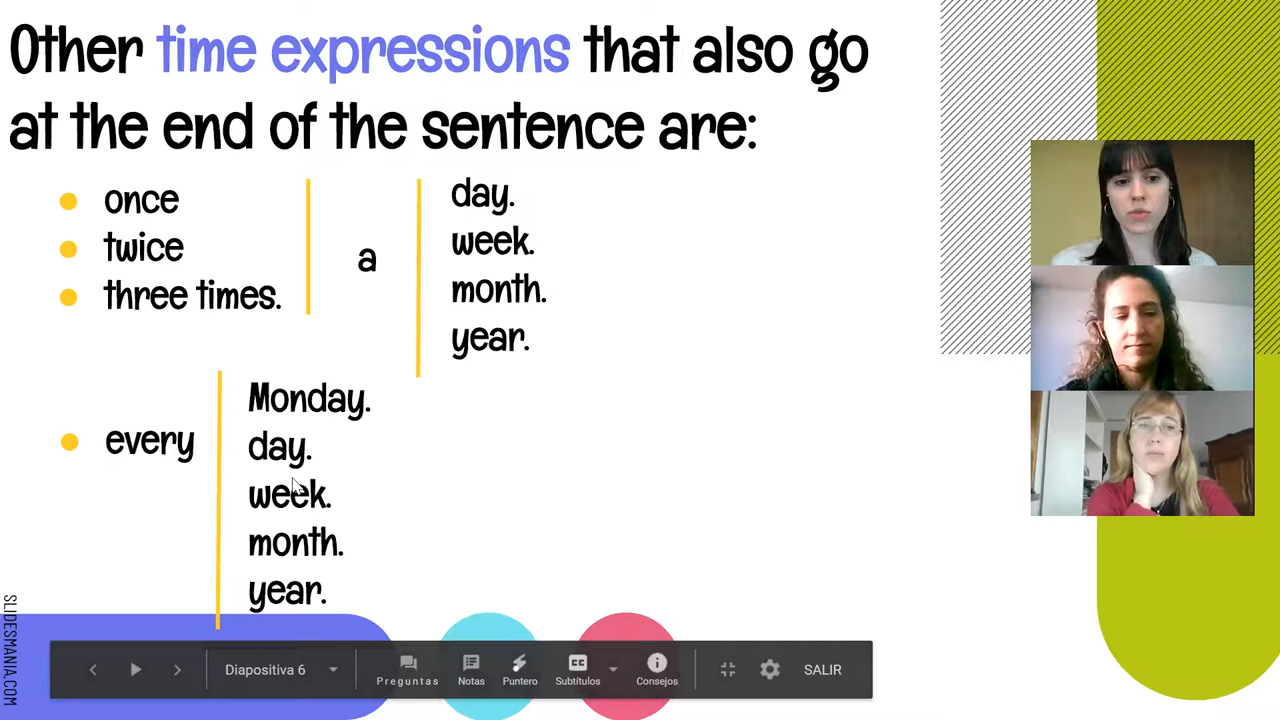 Other time expressions that also go
at the end of the sentence are:
once
twice
three times.
a
day.
week.
month.
year.
every
Monday.
day.
week.
month.
year.
SLIDESMANIA.COM
Diapositiva 6
Preguntas
Notas
Puntero
Subtítulos
Consejos
SALIR